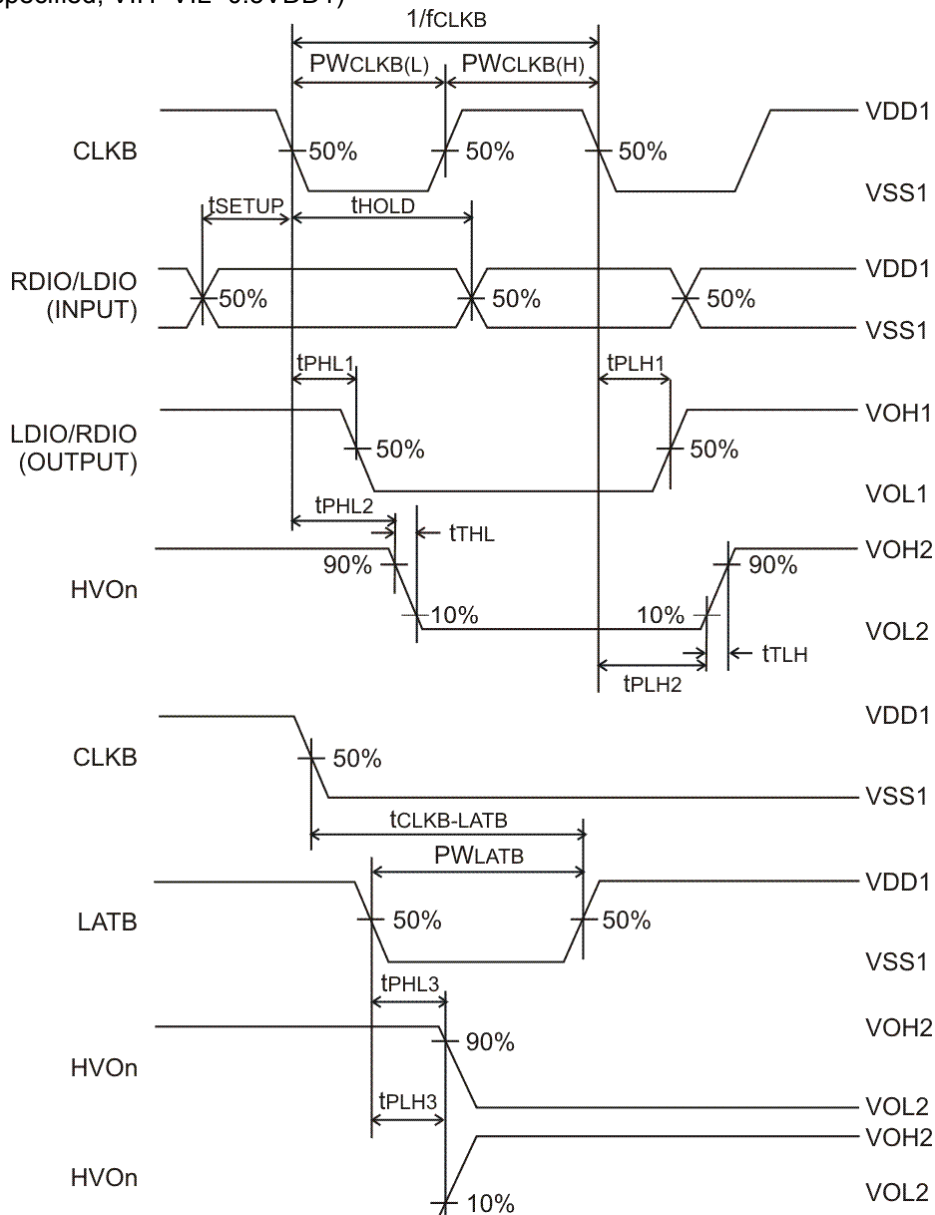 specified, VIH=VIL=0.5VDD1)
1/fCLKB
PWCLKB(L) PWCLKB(H)
VDD1
CLKB 50% 50% 50%
VSS1
tSETUP tHOLD
VDD1
RDIO/LDIO
(INPUT)
50% 50% 50%
VSS1
tPHL1 tPLH1
VOH1
LDIO/RDIO
(OUTPUT)
50% 50%
VOL1
tPHL2 tTHL
VOH2
90% 90%
HVOn
10% 10%
VOL2
tTLH
tPLH2
VDD1
CLKB 50%
VSS1
tCLKB-LATB
PWLATB
VDD1
LATB 50% 50%
VSS1
tPHL3
VOH2
90%
HVOn
tPLH3
VOL2
VOH2
HVOn
VOL2
10%